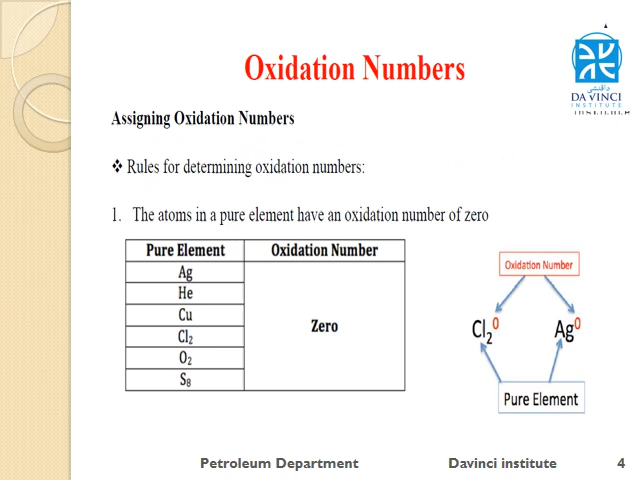 Oxidation Numbers
داڤنشي
DA VINCI
INSTITUTE
Assigning Oxidation Numbers
❖ Rules for determining oxidation numbers:
1. The atoms in a pure element have an oxidation number of zero
Pure Element Oxidation Number
Ag
He
Cu
Cl₂
O₂
S₈
Zero
Oxidation Number
Cl₂⁰ Ag⁰
Pure Element
Petroleum Department Davinci institute 4